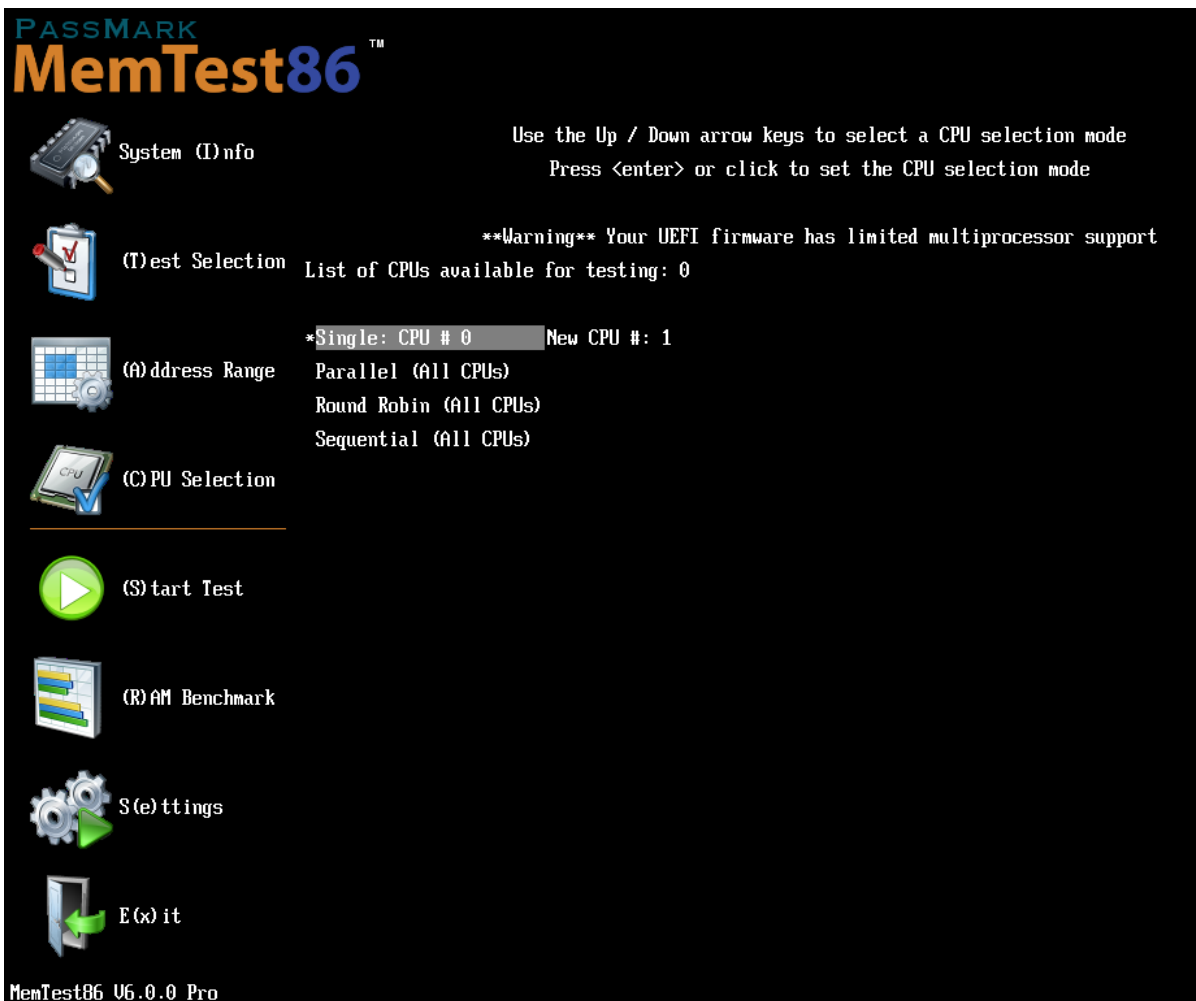 PASSMARK
MemTest86™
System (I)nfo
(T)est Selection
(A)ddress Range
CPU
(C)PU Selection
(S)tart Test
(R)AM Benchmark
S(e)ttings
E(x)it
Use the Up / Down arrow keys to select a CPU selection mode
Press <enter> or click to set the CPU selection mode
**Warning** Your UEFI firmware has limited multiprocessor support
List of CPUs available for testing: 0
*Single: CPU # 0 New CPU #: 1
Parallel (All CPUs)
Round Robin (All CPUs)
Sequential (All CPUs)
MemTest86 V6.0.0 Pro